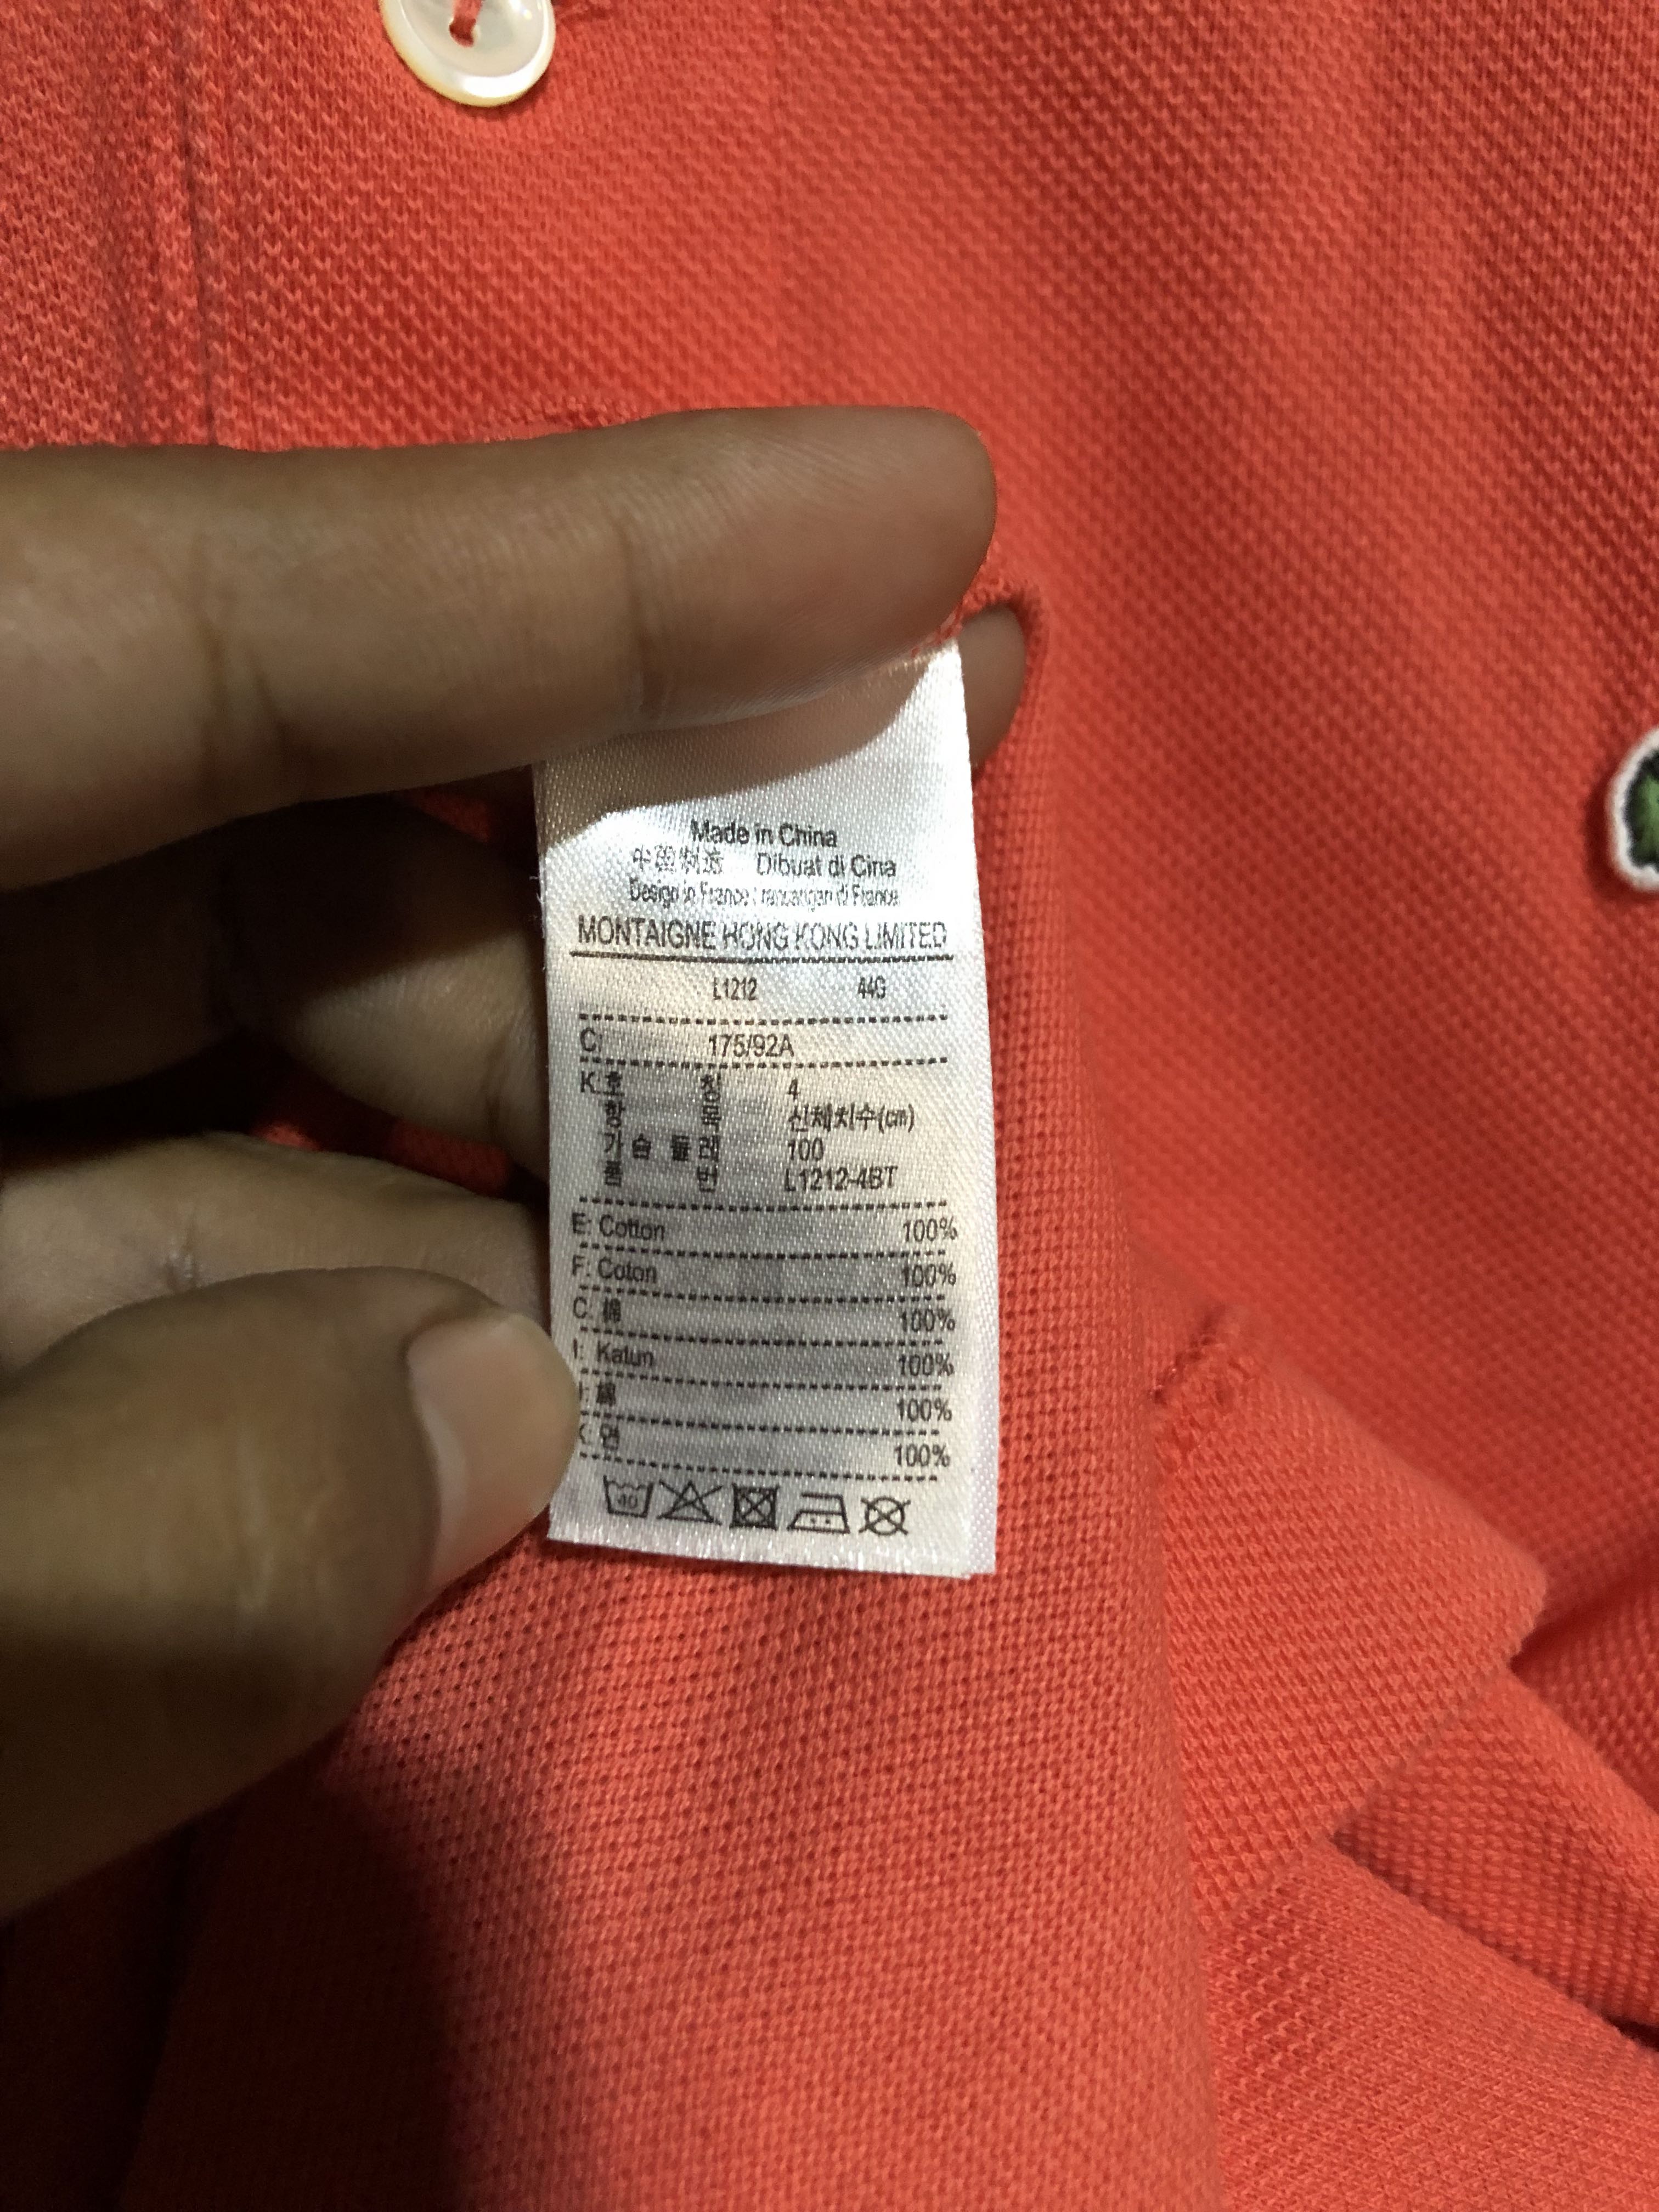 Made in China
中国制造 Dibuat di Cina
Design in France : rancangan di France
MONTAIGNE HONG KONG LIMITED
L1212 44G
C: 175/92A
K: 호 칭 4
항 목 신체치수(㎝)
가 슴 둘 레 100
품 번 L1212-4BT
E: Cotton 100%
F: Coton 100%
C: 棉 100%
I: Katun 100%
J: 綿 100%
K: 면 100%
40